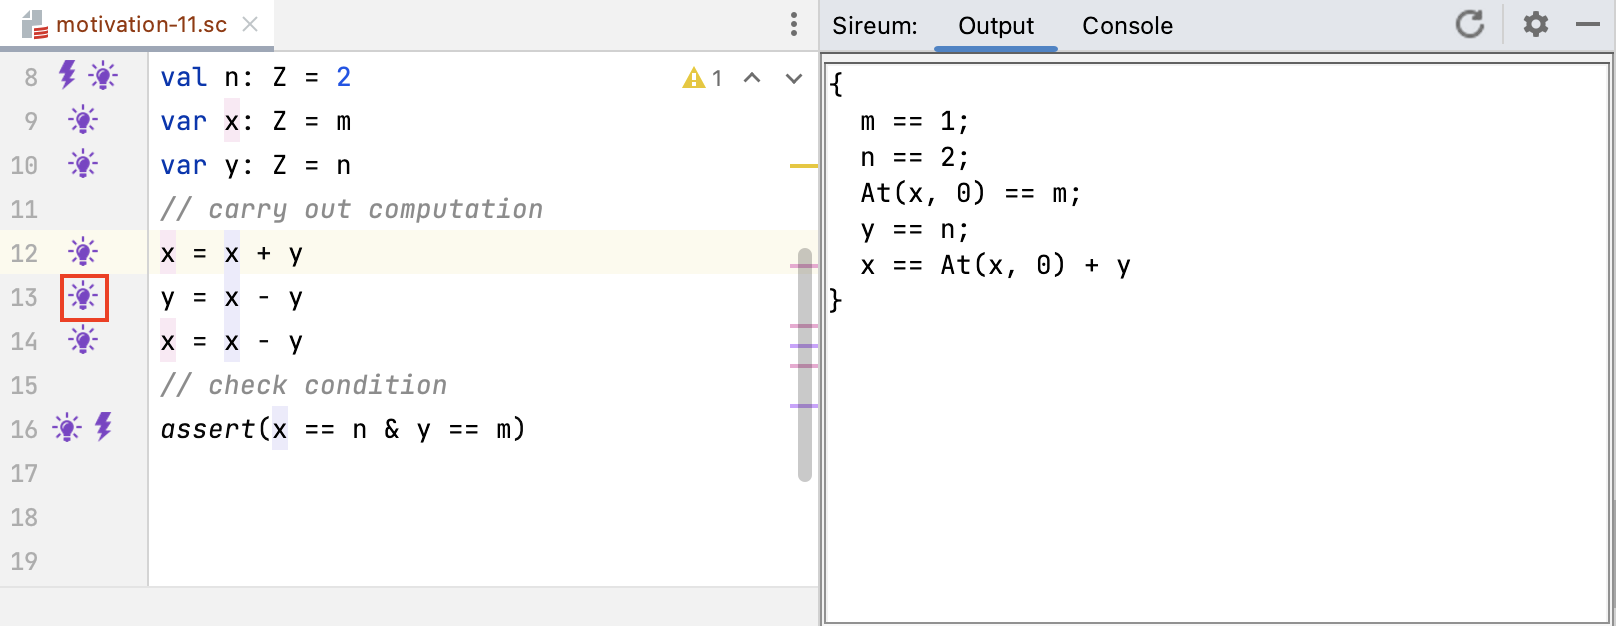 motivation-11.sc
Sireum: Output Console
8 val n: Z = 2
1
9 var x: Z = m
10 var y: Z = n
11 // carry out computation
12 x = x + y
13 y = x - y
14 x = x - y
15 // check condition
16 assert(x == n & y == m)
17
18
19
{
m == 1;
n == 2;
At(x, 0) == m;
y == n;
x == At(x, 0) + y
}